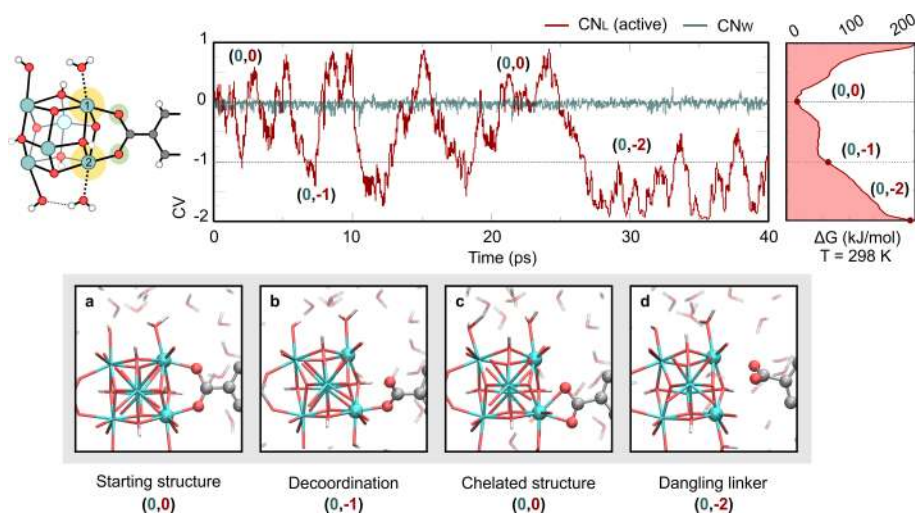 CNL (active) CNW
0 100 200
1
0
-1
-2
CV
(0,0)
(0,0)
(0,-1)
(0,-2)
0 10 20 30 40
Time (ps)
(0,0)
(0,-1)
(0,-2)
ΔG (kJ/mol)
T = 298 K
1
2
a
b
c
d
Starting structure
(0,0)
Decoordination
(0,-1)
Chelated structure
(0,0)
Dangling linker
(0,-2)